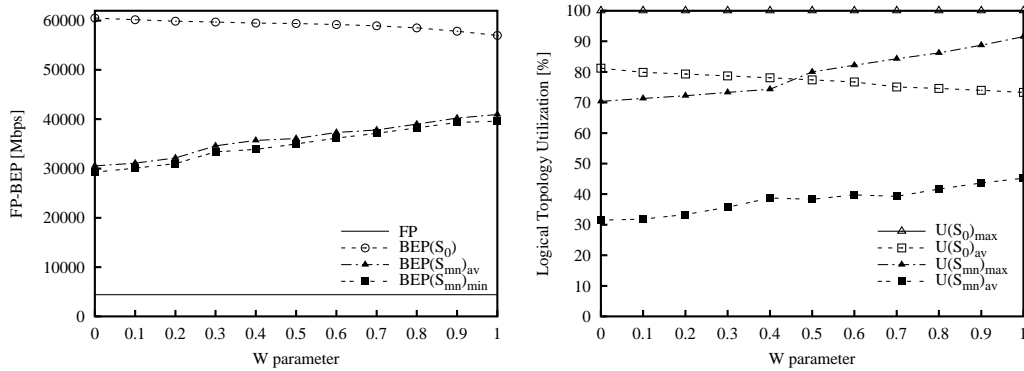 FP-BEP [Mbps]
60000
50000
40000
30000
20000
10000
0
FP
BEP(S0)
BEP(Smn)av
BEP(Smn)min
0 0.1 0.2 0.3 0.4 0.5 0.6 0.7 0.8 0.9 1
W parameter
Logical Topology Utilization [%]
100
90
80
70
60
50
40
30
20
10
0
U(S0)max
U(S0)av
U(Smn)max
U(Smn)av
0 0.1 0.2 0.3 0.4 0.5 0.6 0.7 0.8 0.9 1
W parameter